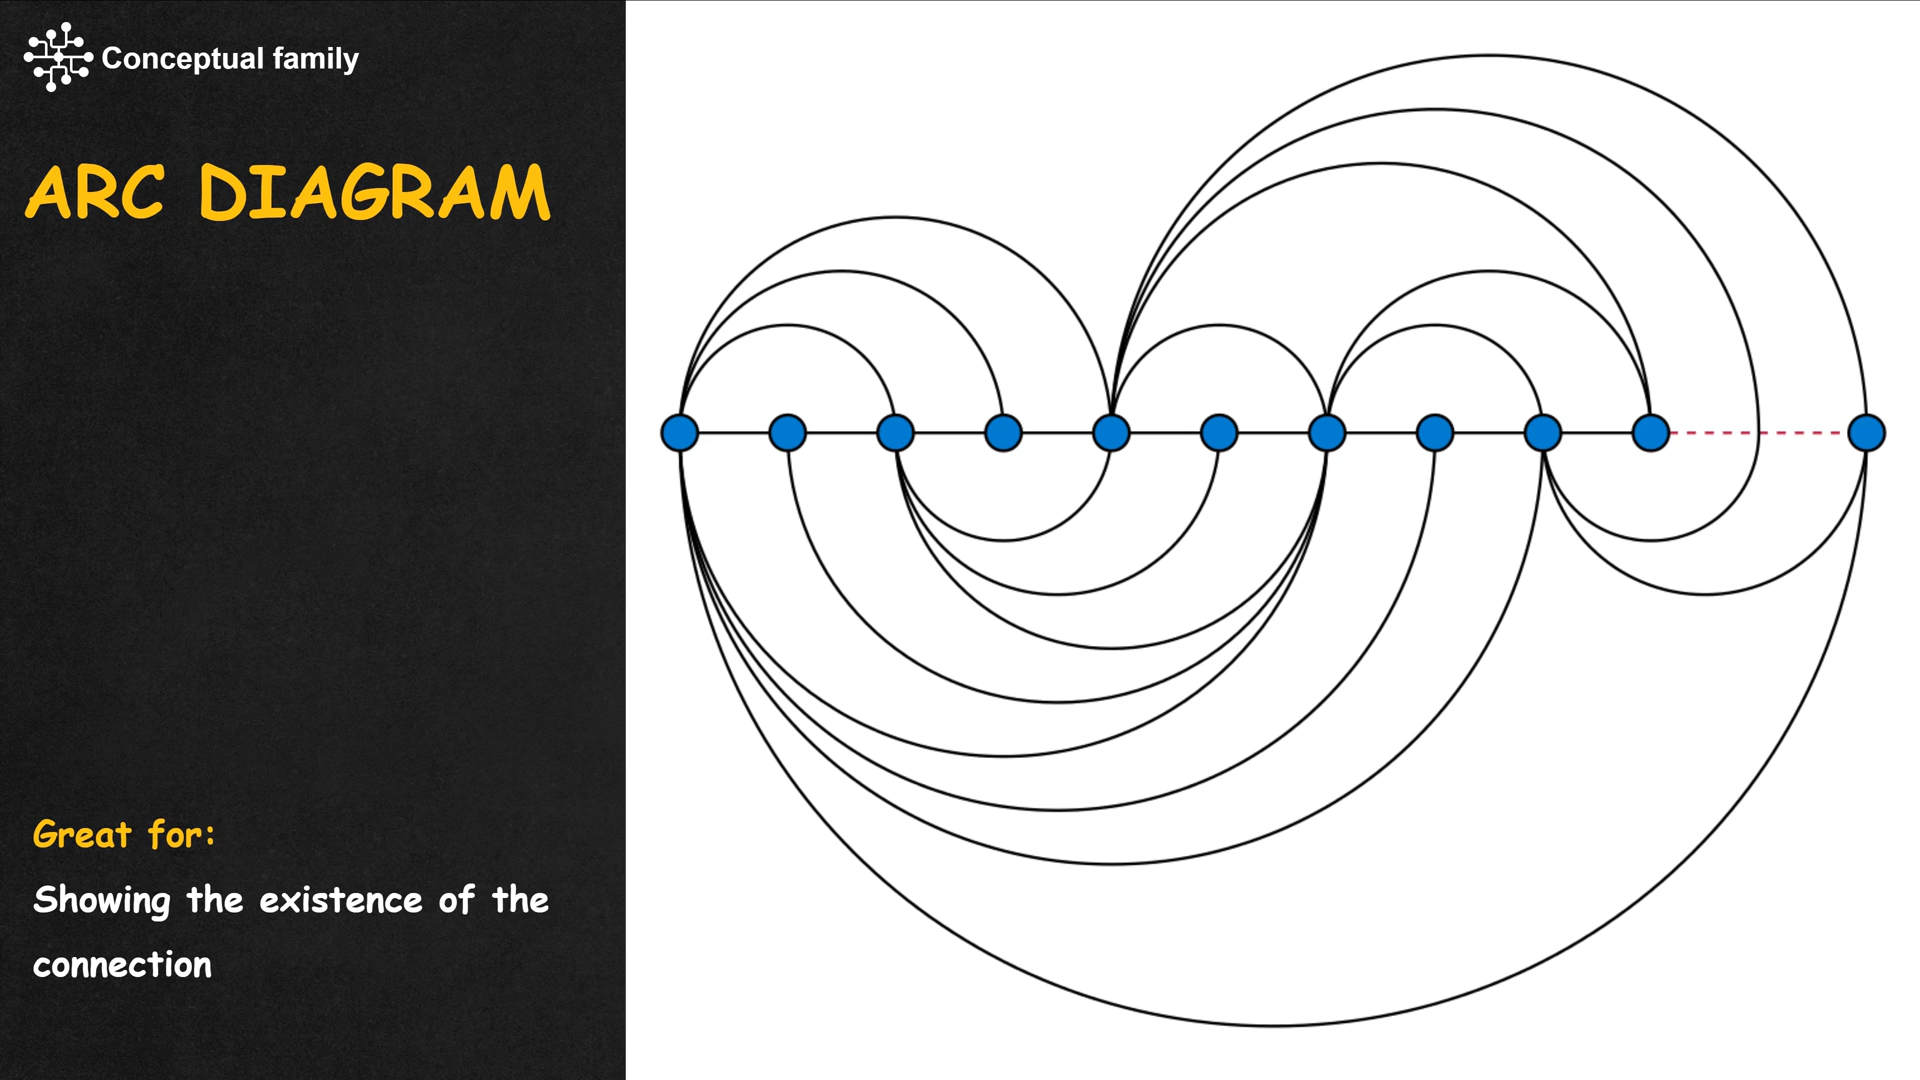 Conceptual family
ARC DIAGRAM
Great for:
Showing the existence of the
connection